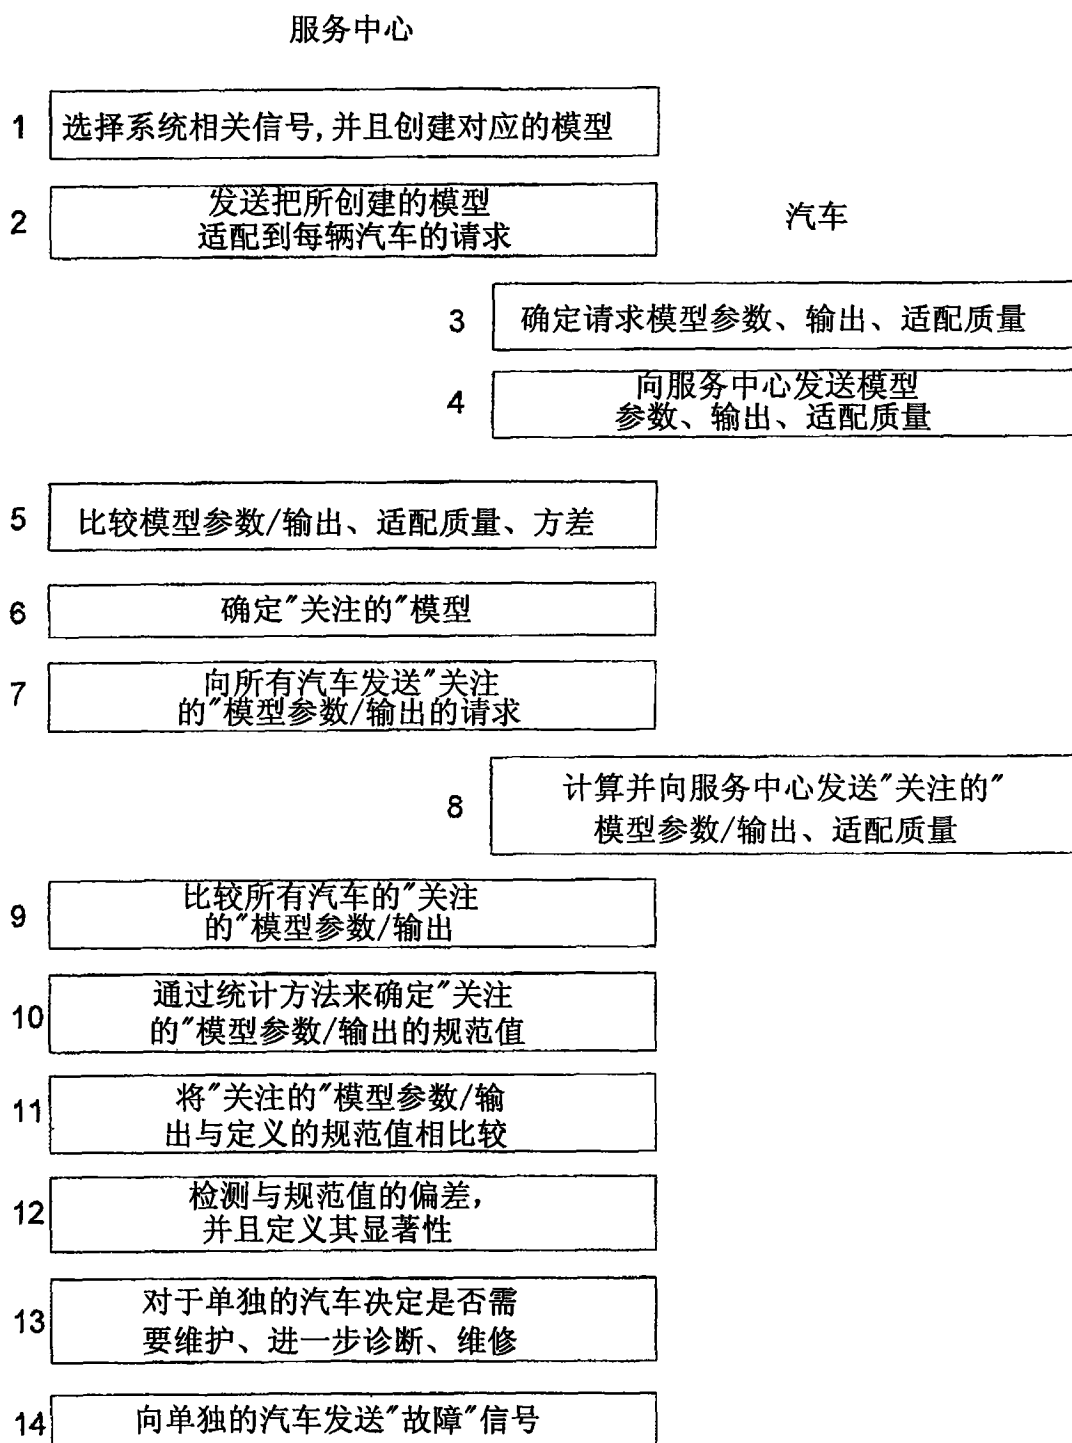 服务中心
1
选择系统相关信号,并且创建对应的模型
2
发送把所创建的模型
适配到每辆汽车的请求
汽车
3
确定请求模型参数、输出、适配质量
4
向服务中心发送模型
参数、输出、适配质量
5
比较模型参数/输出、适配质量、方差
6
确定"关注的"模型
7
向所有汽车发送"关注
的"模型参数/输出的请求
8
计算并向服务中心发送"关注的"
模型参数/输出、适配质量
9
比较所有汽车的"关注
的"模型参数/输出
10
通过统计方法来确定"关注
的"模型参数/输出的规范值
11
将"关注的"模型参数/输
出与定义的规范值相比较
12
检测与规范值的偏差,
并且定义其显著性
13
对于单独的汽车决定是否需
要维护、进一步诊断、维修
14
向单独的汽车发送"故障"信号